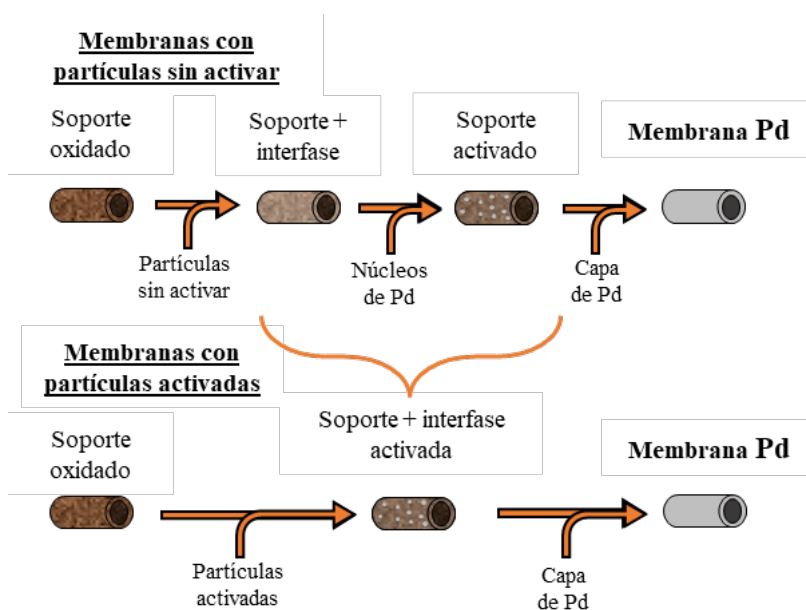 Membranas con
partículas sin activar
Soporte
oxidado
Soporte +
interfase
Soporte
activado
Membrana Pd
Partículas
sin activar
Núcleos
de Pd
Capa
de Pd
Membranas con
partículas activadas
Soporte
oxidado
Soporte + interfase
activada
Membrana Pd
Partículas
activadas
Capa
de Pd